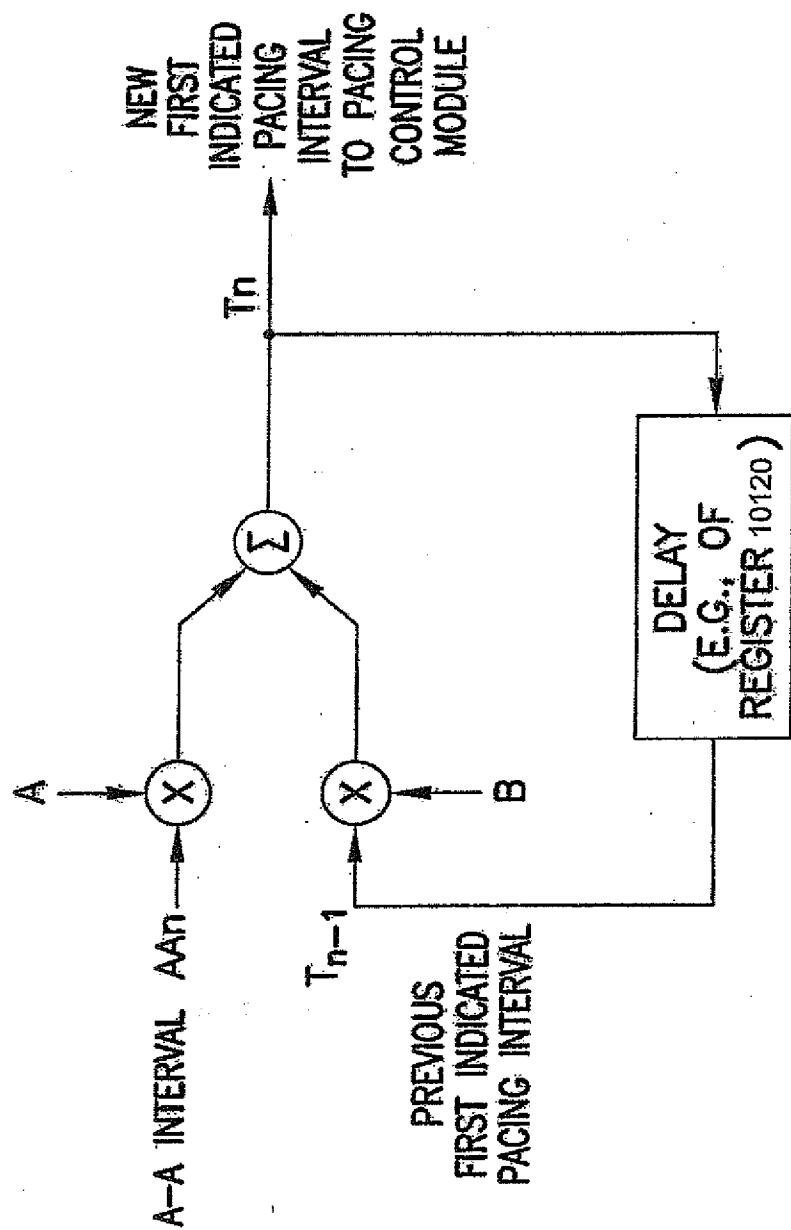 A
A-A INTERVAL AAn
X
Σ
Tn
NEW
FIRST
INDICATED
PACING
INTERVAL
TO PACING
CONTROL
MODULE
Tn-1
X
B
PREVIOUS
FIRST INDICATED
PACING INTERVAL
DELAY
(E.G., OF
REGISTER 10120)